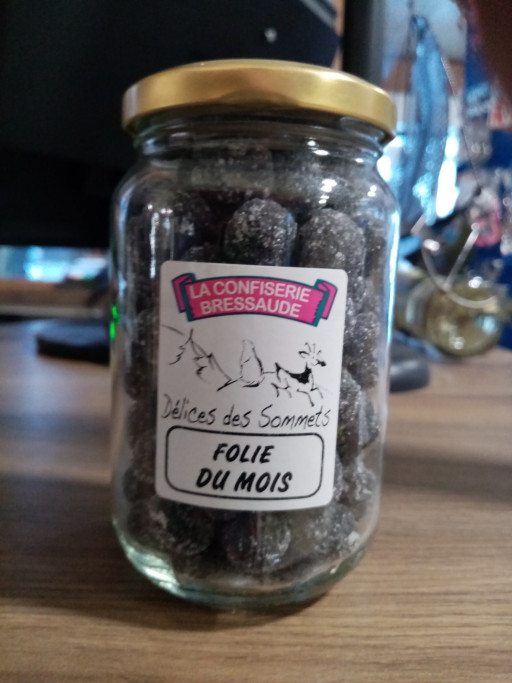 LA CONFISERIE
BRESSAUDE
Délices des Sommets
FOLIE
DU MOIS